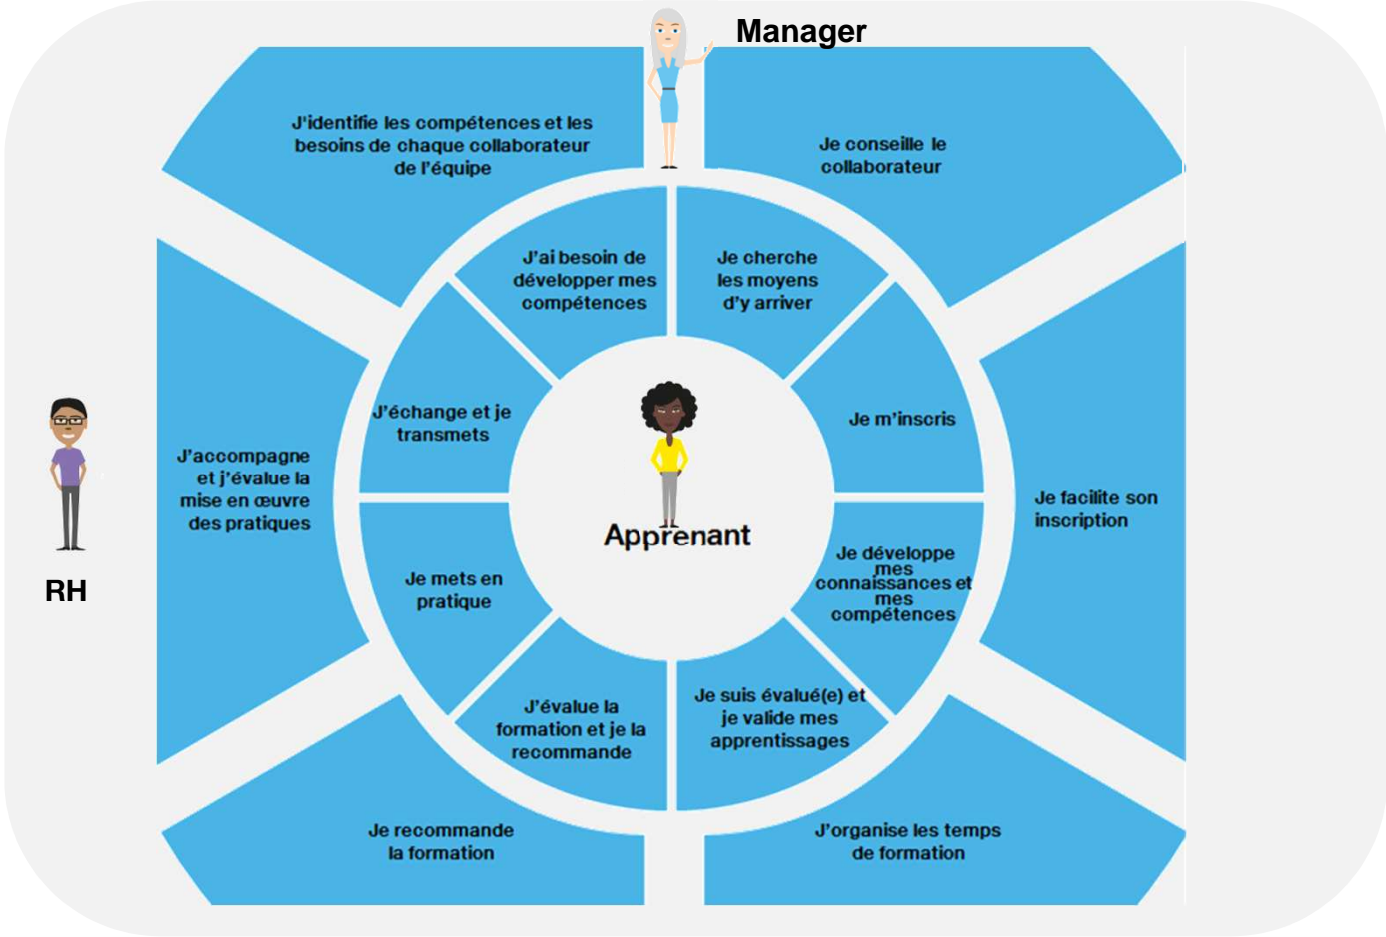 Manager
J'identifie les compétences et les
besoins de chaque collaborateur
de l'équipe
Je conseille le
collaborateur
J'ai besoin de
développer mes
compétences
Je cherche
les moyens
d'y arriver
J'échange et je
transmets
Je m'inscris
J'accompagne
et j'évalue la
mise en œuvre
des pratiques
Je facilite son
inscription
Apprenant
RH
Je mets en
pratique
Je développe
mes
connaissances et
mes
compétences
J'évalue la
formation et je la
recommande
Je suis évalué(e) et
je valide mes
apprentissages
Je recommande
la formation
J'organise les temps
de formation